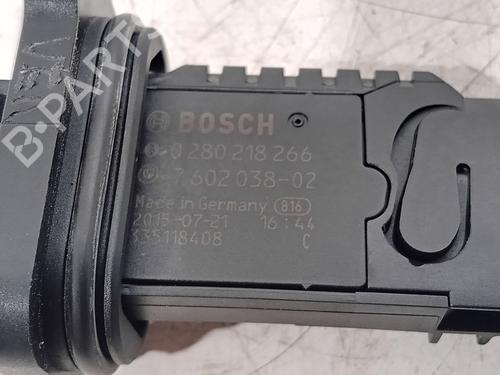 B-PARTS
BOSCH
0 280 218 266
7 602 038-02
Made in Germany 816
2015-07-21 16:44
335118408 C